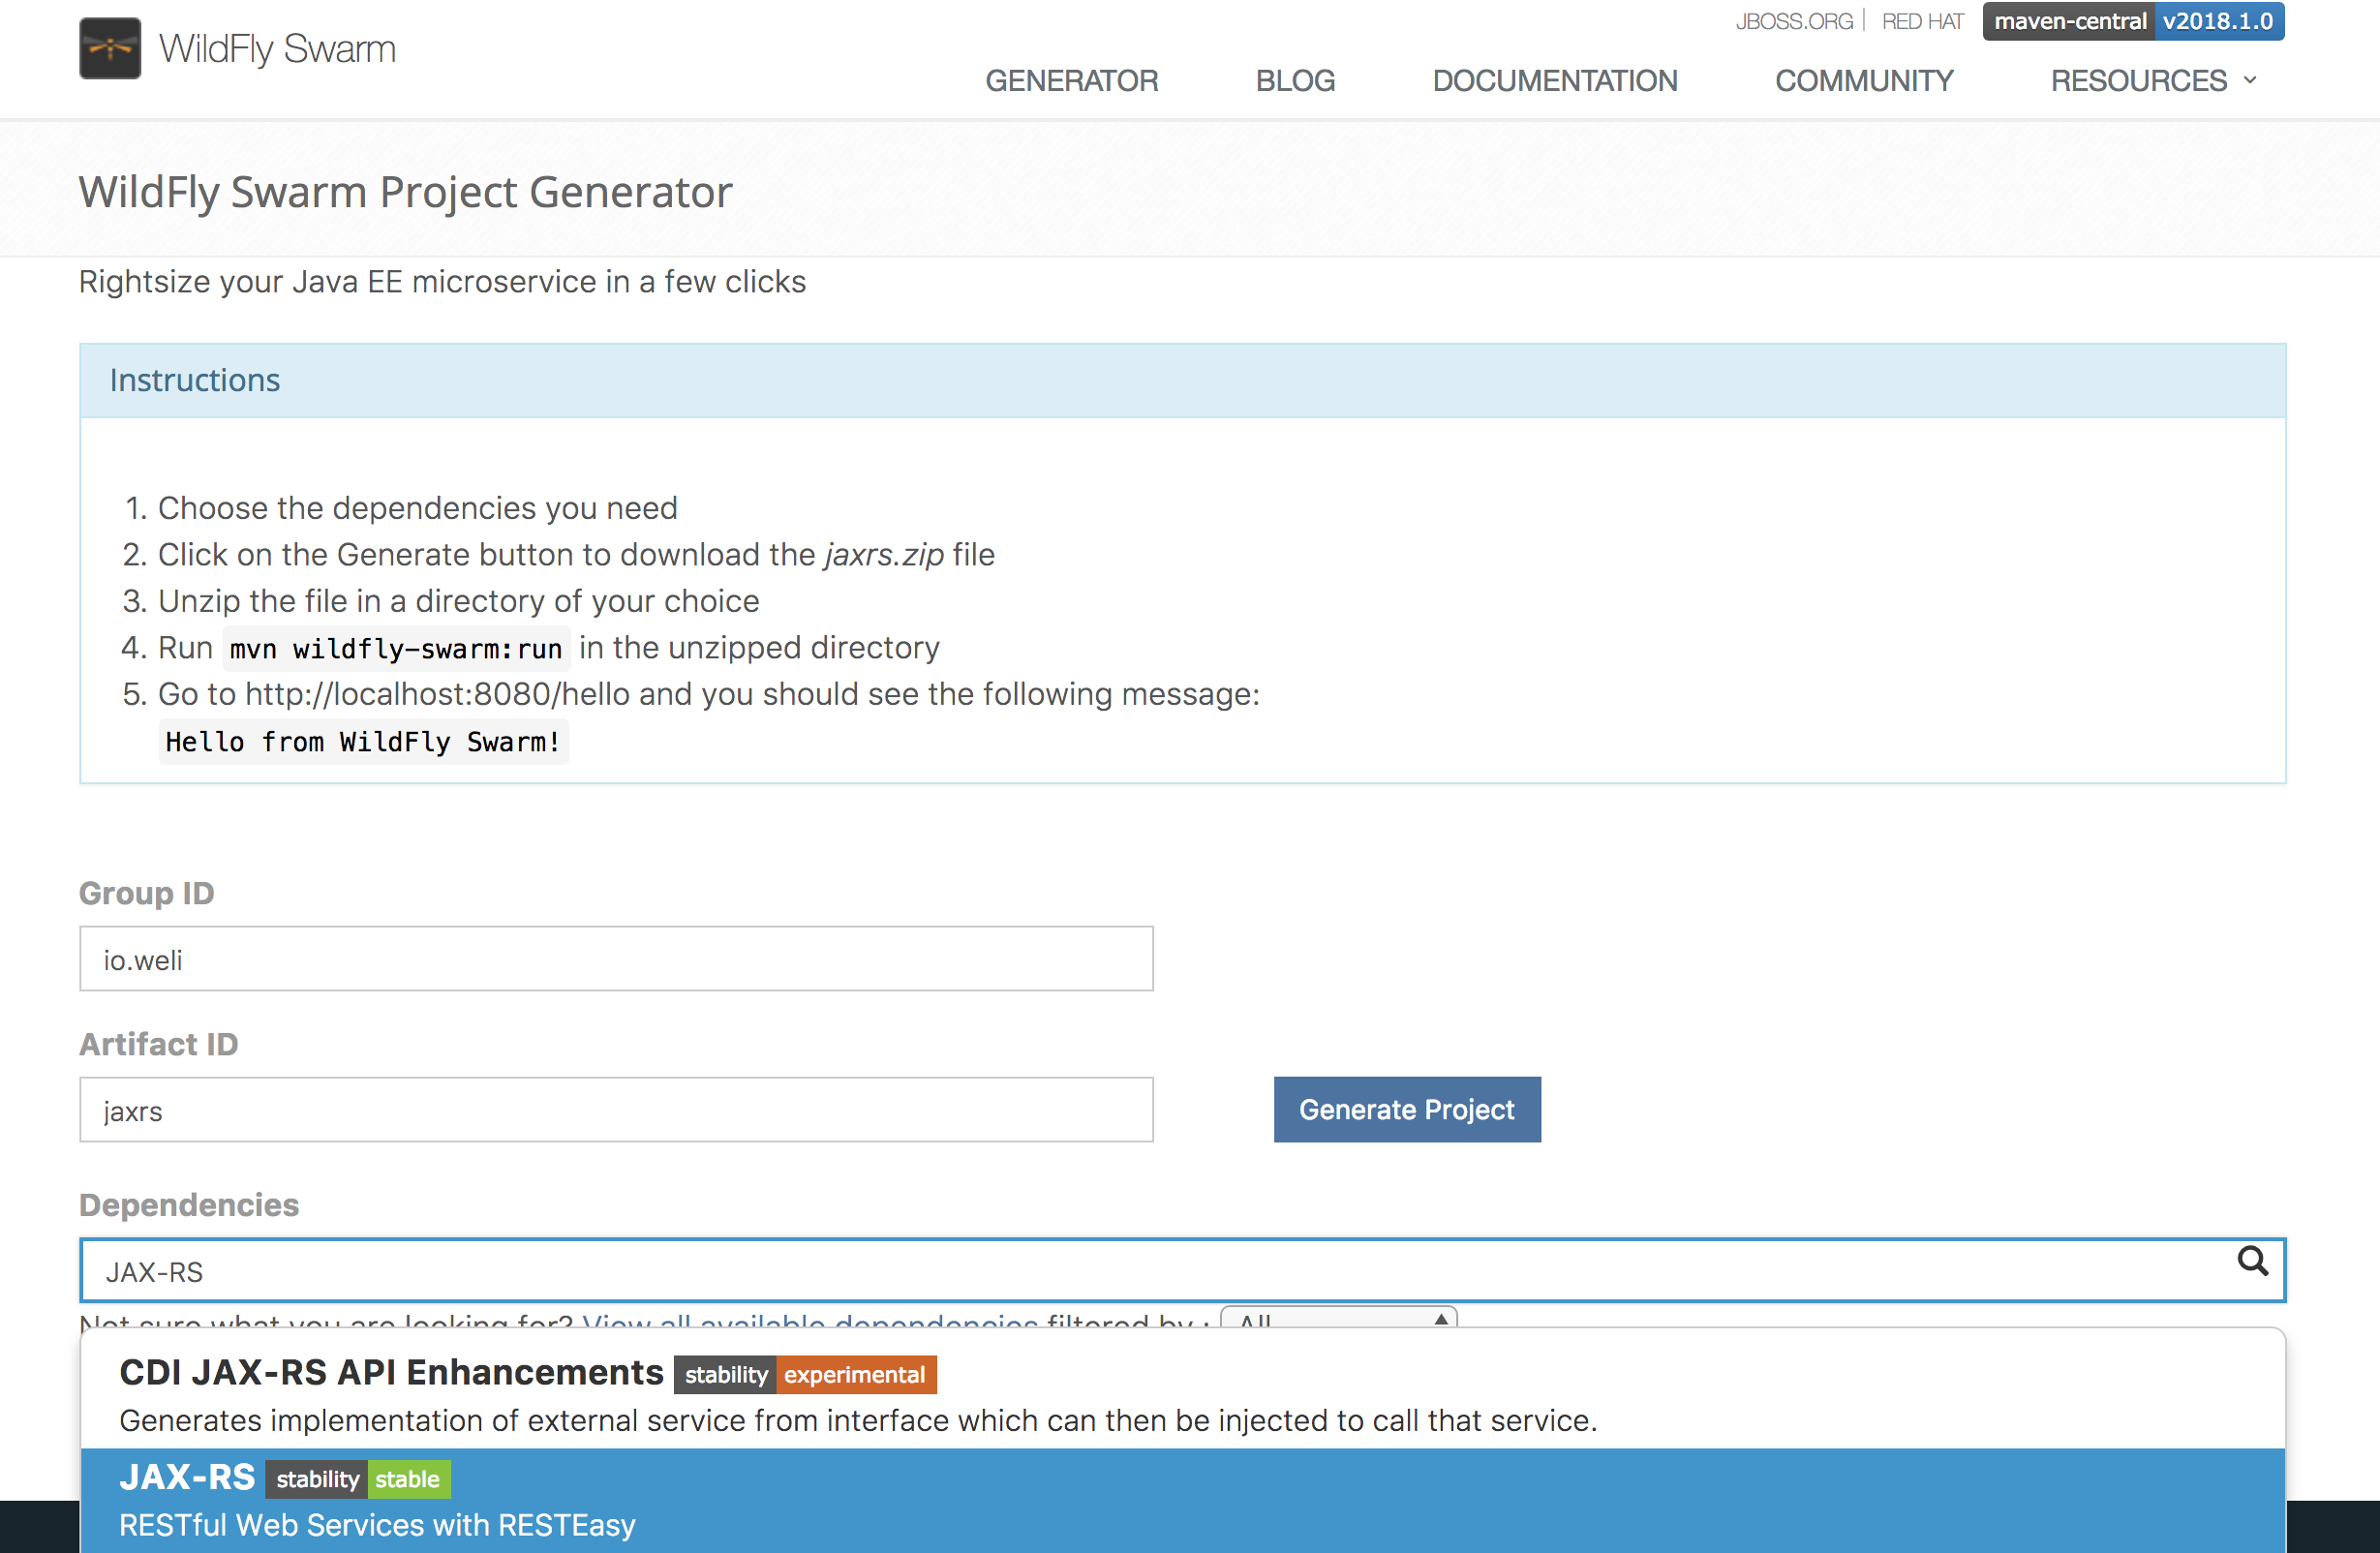 WildFly Swarm
JBOSS.ORG RED HAT maven-central v2018.1.0
GENERATOR BLOG DOCUMENTATION COMMUNITY RESOURCES
WildFly Swarm Project Generator
Rightsize your Java EE microservice in a few clicks
Instructions
1. Choose the dependencies you need
2. Click on the Generate button to download the jaxrs.zip file
3. Unzip the file in a directory of your choice
4. Run mvn wildfly-swarm:run in the unzipped directory
5. Go to http://localhost:8080/hello and you should see the following message:
Hello from WildFly Swarm!
Group ID
io.weli
Artifact ID
jaxrs
Generate Project
Dependencies
JAX-RS
Not sure what you are looking for? View all available dependencies filtered by : All
CDI JAX-RS API Enhancements stability experimental
Generates implementation of external service from interface which can then be injected to call that service.
JAX-RS stability stable
RESTful Web Services with RESTEasy